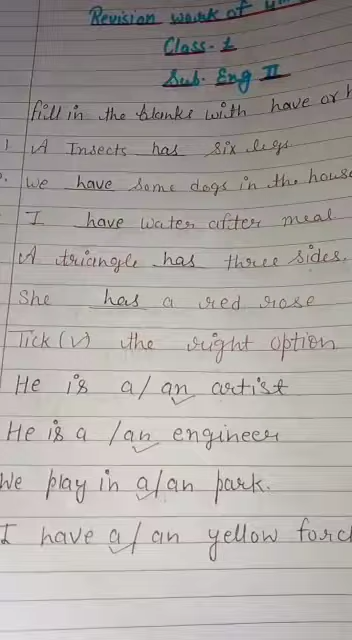 Revision work of
Class-1
Sub. Eng II
fill in the blanks with have or
1 A Insects has six legs.
We have some dogs in the house
I have water after meal
A triangle has three sides.
She has a red rose
Tick (✓) the right option
He is a/ an ✓ artist
He is a /an ✓ engineer
We play in a ✓/an park.
I have a ✓/ an yellow